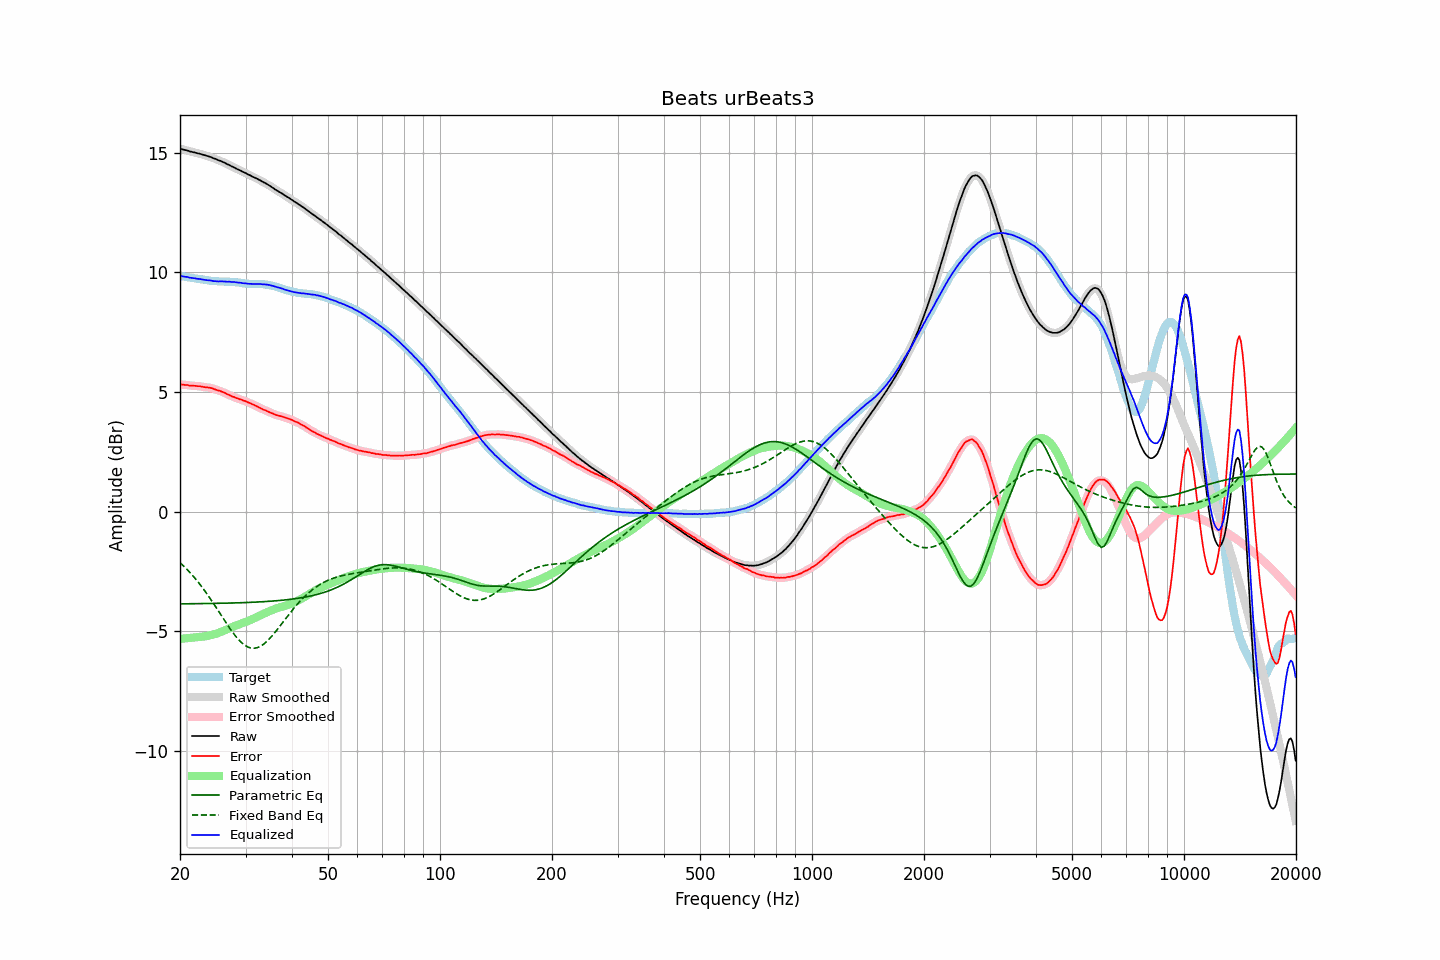 Beats urBeats3
15
10
5
0
−5
−10
Amplitude (dBr)
Target
Raw Smoothed
Error Smoothed
Raw
Error
Equalization
Parametric Eq
Fixed Band Eq
Equalized
20 50 100 200 500 1000 2000 5000 10000 20000
Frequency (Hz)